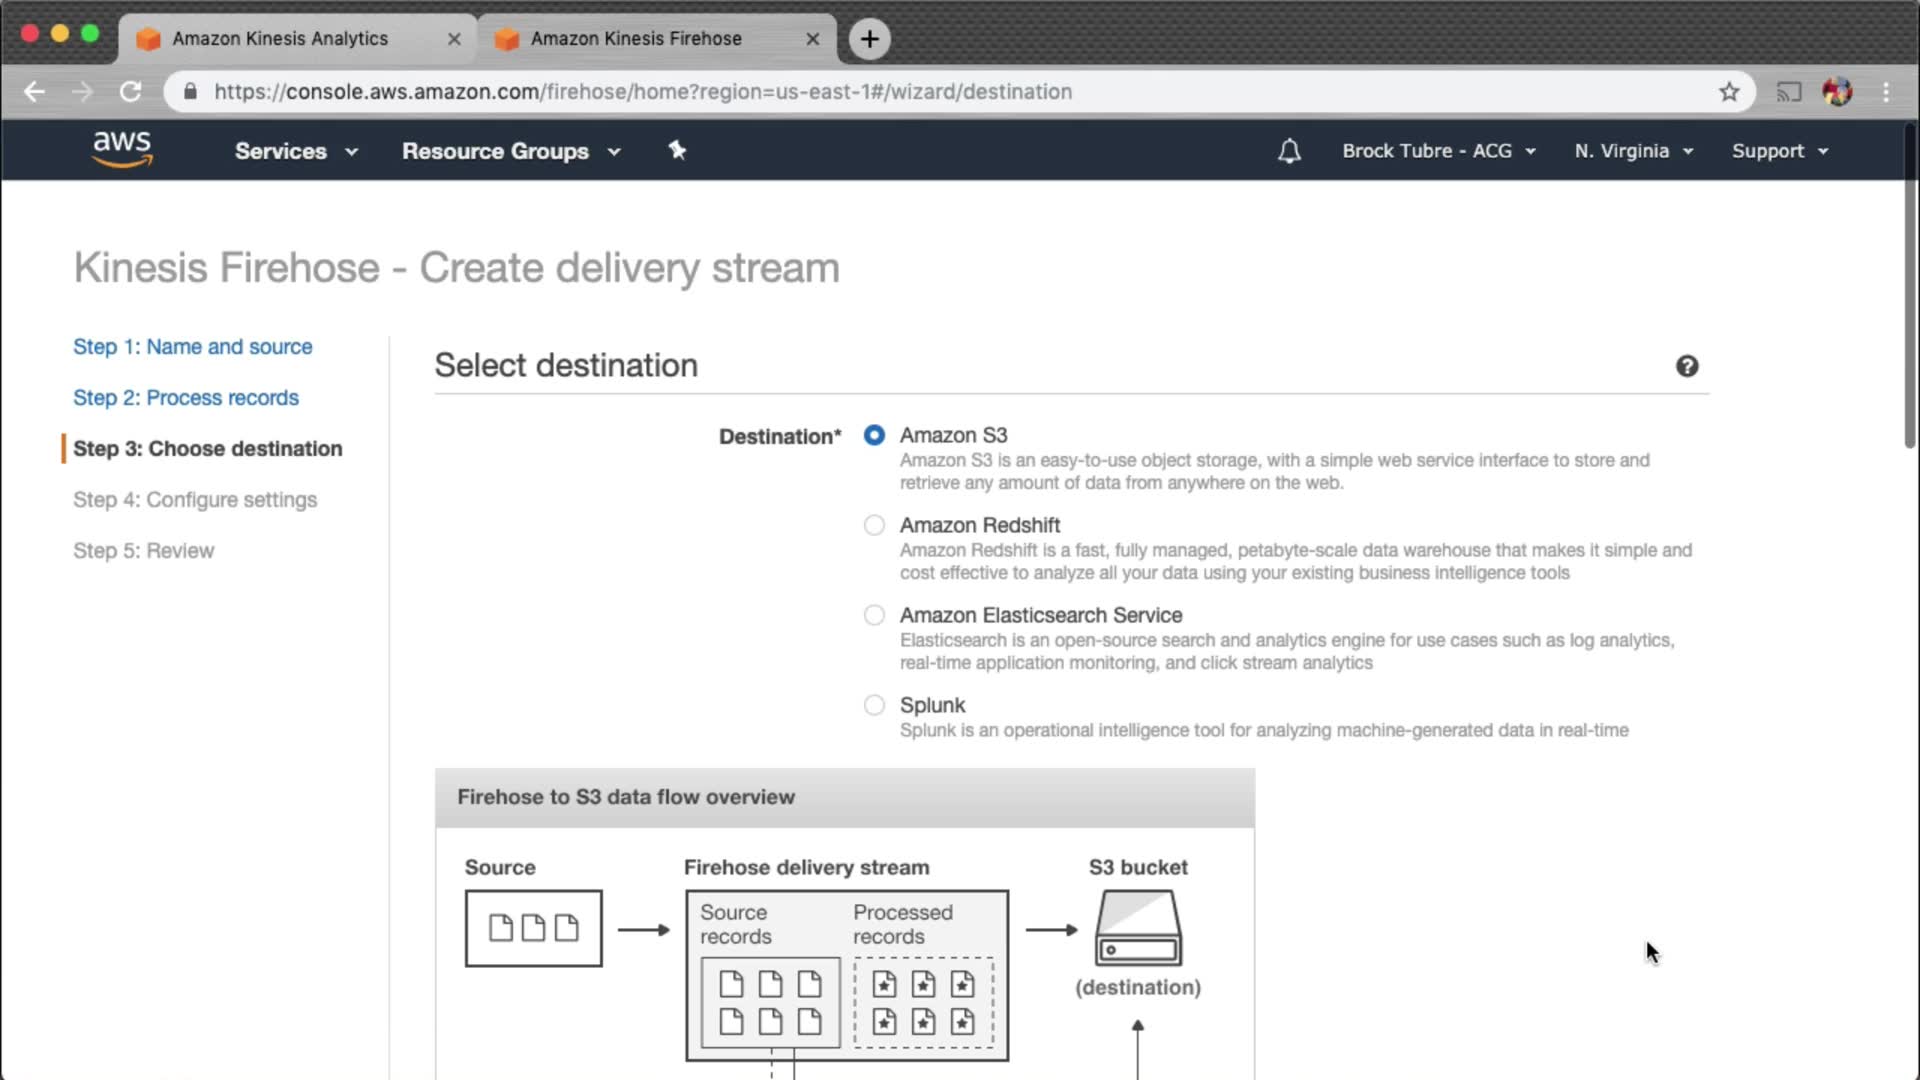 Amazon Kinesis Analytics
Amazon Kinesis Firehose
https://console.aws.amazon.com/firehose/home?region=us-east-1#/wizard/destination
aws
Services
Resource Groups
Brock Tubre - ACG
N. Virginia
Support
Kinesis Firehose - Create delivery stream
Step 1: Name and source
Step 2: Process records
Step 3: Choose destination
Step 4: Configure settings
Step 5: Review
Select destination
Destination*
Amazon S3
Amazon S3 is an easy-to-use object storage, with a simple web service interface to store and
retrieve any amount of data from anywhere on the web.
Amazon Redshift
Amazon Redshift is a fast, fully managed, petabyte-scale data warehouse that makes it simple and
cost effective to analyze all your data using your existing business intelligence tools
Amazon Elasticsearch Service
Elasticsearch is an open-source search and analytics engine for use cases such as log analytics,
real-time application monitoring, and click stream analytics
Splunk
Splunk is an operational intelligence tool for analyzing machine-generated data in real-time
Firehose to S3 data flow overview
Source
Firehose delivery stream
S3 bucket
Source
records
Processed
records
(destination)